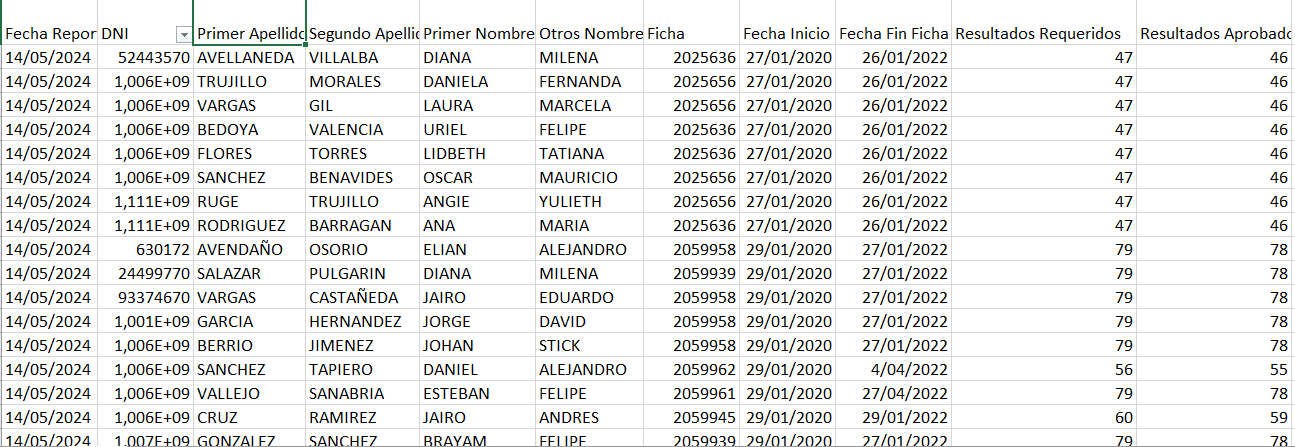 Fecha Repor DNI Primer Apellido Segundo Apellid Primer Nombre Otros Nombre Ficha Fecha Inicio Fecha Fin Ficha Resultados Requeridos Resultados Aprobado
14/05/2024 52443570 AVELLANEDA VILLALBA DIANA MILENA 2025636 27/01/2020 26/01/2022 47 46
14/05/2024 1,006E+09 TRUJILLO MORALES DANIELA FERNANDA 2025656 27/01/2020 26/01/2022 47 46
14/05/2024 1,006E+09 VARGAS GIL LAURA MARCELA 2025656 27/01/2020 26/01/2022 47 46
14/05/2024 1,006E+09 BEDOYA VALENCIA URIEL FELIPE 2025636 27/01/2020 26/01/2022 47 46
14/05/2024 1,006E+09 FLORES TORRES LIDBETH TATIANA 2025636 27/01/2020 26/01/2022 47 46
14/05/2024 1,006E+09 SANCHEZ BENAVIDES OSCAR MAURICIO 2025656 27/01/2020 26/01/2022 47 46
14/05/2024 1,111E+09 RUGE TRUJILLO ANGIE YULIETH 2025656 27/01/2020 26/01/2022 47 46
14/05/2024 1,111E+09 RODRIGUEZ BARRAGAN ANA MARIA 2025636 27/01/2020 26/01/2022 47 46
14/05/2024 630172 AVENDAÑO OSORIO ELIAN ALEJANDRO 2059958 29/01/2020 27/01/2022 79 78
14/05/2024 24499770 SALAZAR PULGARIN DIANA MILENA 2059939 29/01/2020 27/01/2022 79 78
14/05/2024 93374670 VARGAS CASTAÑEDA JAIRO EDUARDO 2059958 29/01/2020 27/01/2022 79 78
14/05/2024 1,001E+09 GARCIA HERNANDEZ JORGE DAVID 2059958 29/01/2020 27/01/2022 79 78
14/05/2024 1,006E+09 BERRIO JIMENEZ JOHAN STICK 2059958 29/01/2020 27/01/2022 79 78
14/05/2024 1,006E+09 SANCHEZ TAPIERO DANIEL ALEJANDRO 2059962 29/01/2020 4/04/2022 56 55
14/05/2024 1,006E+09 VALLEJO SANABRIA ESTEBAN FELIPE 2059961 29/01/2020 27/04/2022 79 78
14/05/2024 1,006E+09 CRUZ RAMIREZ JAIRO ANDRES 2059945 29/01/2020 29/01/2022 60 59
14/05/2024 1,007E+09 GONZALEZ SANCHEZ BRAYAM FELIPE 2059939 29/01/2020 27/01/2022 79 78